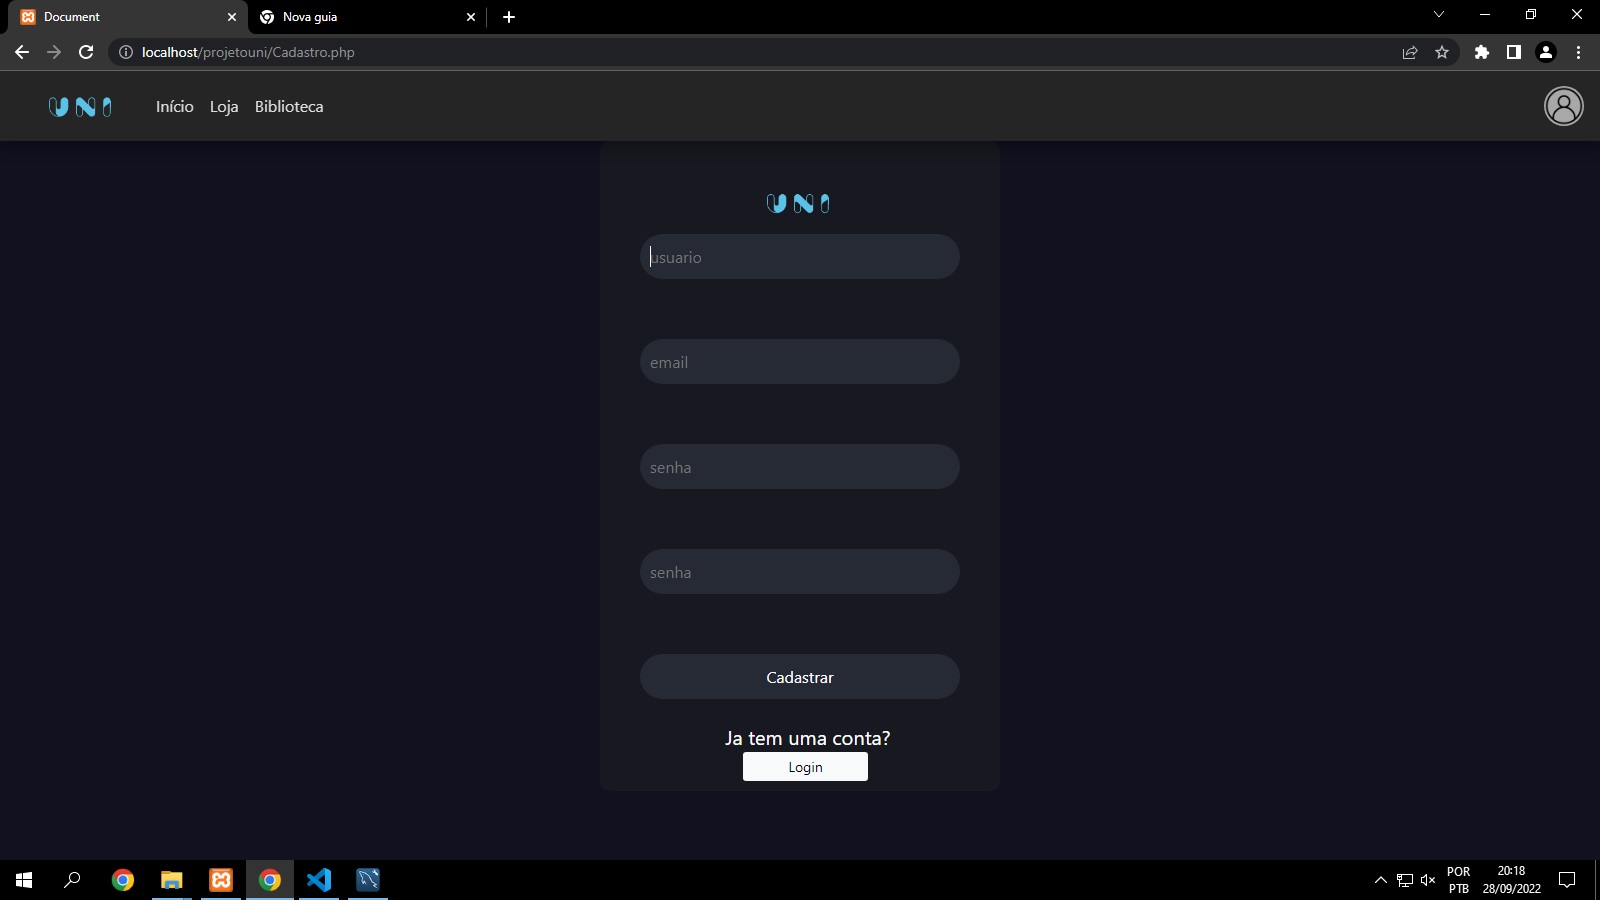 Document
Nova guia
localhost/projetouni/Cadastro.php
UNI
Início Loja Biblioteca
UNI
usuario
email
senha
senha
Cadastrar
Ja tem uma conta?
Login
POR
PTB
20:18
28/09/2022